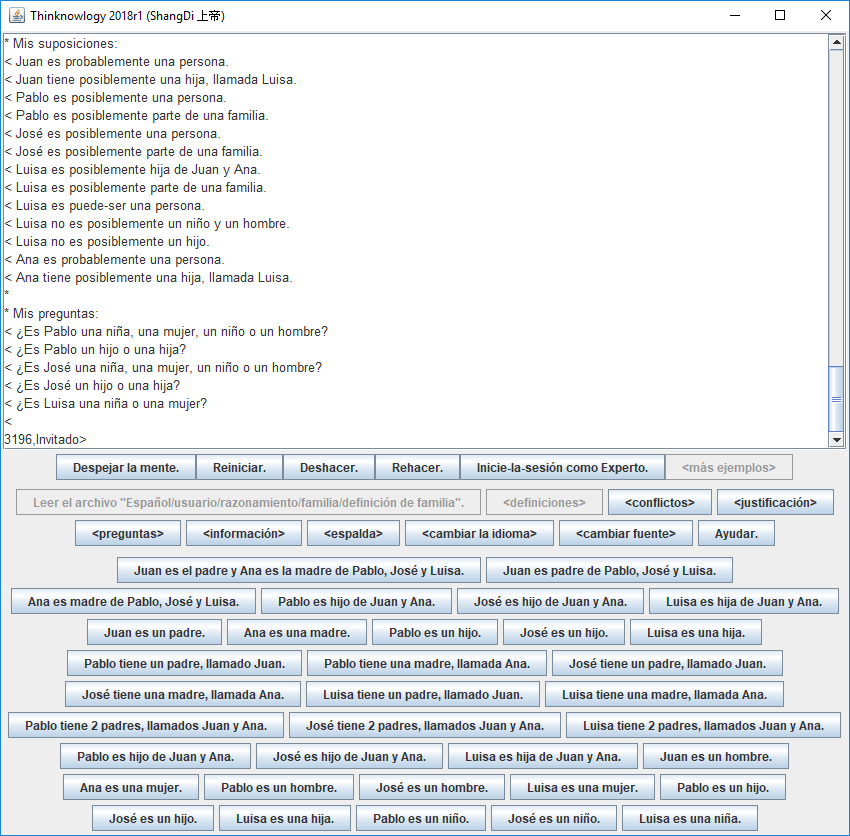 Thinknowlogy 2018r1 (ShangDi 上帝)
* Mis suposiciones:
< Juan es probablemente una persona.
< Juan tiene posiblemente una hija, llamada Luisa.
< Pablo es posiblemente una persona.
< Pablo es posiblemente parte de una familia.
< José es posiblemente una persona.
< José es posiblemente parte de una familia.
< Luisa es posiblemente hija de Juan y Ana.
< Luisa es posiblemente parte de una familia.
< Luisa es puede-ser una persona.
< Luisa no es posiblemente un niño y un hombre.
< Luisa no es posiblemente un hijo.
< Ana es probablemente una persona.
< Ana tiene posiblemente una hija, llamada Luisa.
*
* Mis preguntas:
< ¿Es Pablo una niña, una mujer, un niño o un hombre?
< ¿Es Pablo un hijo o una hija?
< ¿Es José una niña, una mujer, un niño o un hombre?
< ¿Es José un hijo o una hija?
< ¿Es Luisa una niña o una mujer?
<
3196,Invitado>
Despejar la mente. Reiniciar. Deshacer. Rehacer. Inicie-la-sesión como Experto. <más ejemplos>
Leer el archivo "Español/usuario/razonamiento/familia/definición de familia". <definiciones> <conflictos> <justificación>
<preguntas> <información> <espalda> <cambiar la idioma> <cambiar fuente> Ayudar.
Juan es el padre y Ana es la madre de Pablo, José y Luisa. Juan es padre de Pablo, José y Luisa.
Ana es madre de Pablo, José y Luisa. Pablo es hijo de Juan y Ana. José es hijo de Juan y Ana. Luisa es hija de Juan y Ana.
Juan es un padre. Ana es una madre. Pablo es un hijo. José es un hijo. Luisa es una hija.
Pablo tiene un padre, llamado Juan. Pablo tiene una madre, llamada Ana. José tiene un padre, llamado Juan.
José tiene una madre, llamada Ana. Luisa tiene un padre, llamado Juan. Luisa tiene una madre, llamada Ana.
Pablo tiene 2 padres, llamados Juan y Ana. José tiene 2 padres, llamados Juan y Ana. Luisa tiene 2 padres, llamados Juan y Ana.
Pablo es hijo de Juan y Ana. José es hijo de Juan y Ana. Luisa es hija de Juan y Ana. Juan es un hombre.
Ana es una mujer. Pablo es un hombre. José es un hombre. Luisa es una mujer. Pablo es un hijo.
José es un hijo. Luisa es una hija. Pablo es un niño. José es un niño. Luisa es una niña.